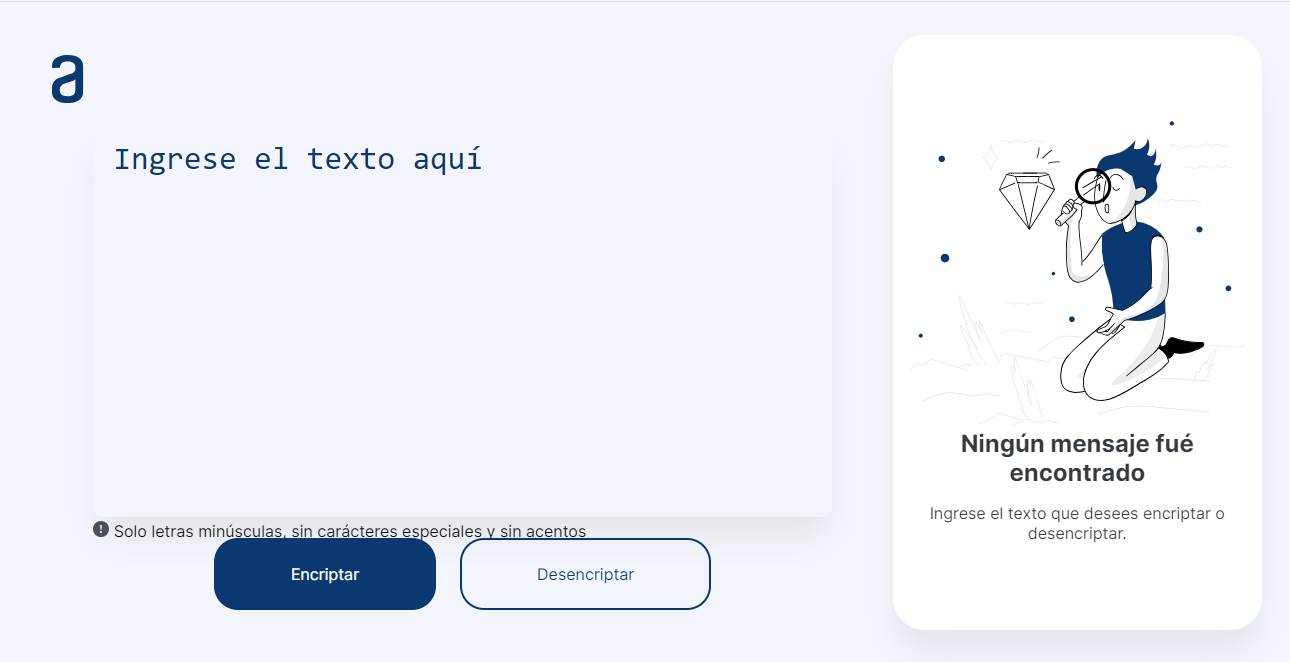 a
Ingrese el texto aquí
Solo letras minúsculas, sin carácteres especiales y sin acentos
Encriptar
Desencriptar
Ningún mensaje fué
encontrado
Ingrese el texto que desees encriptar o
desencriptar.